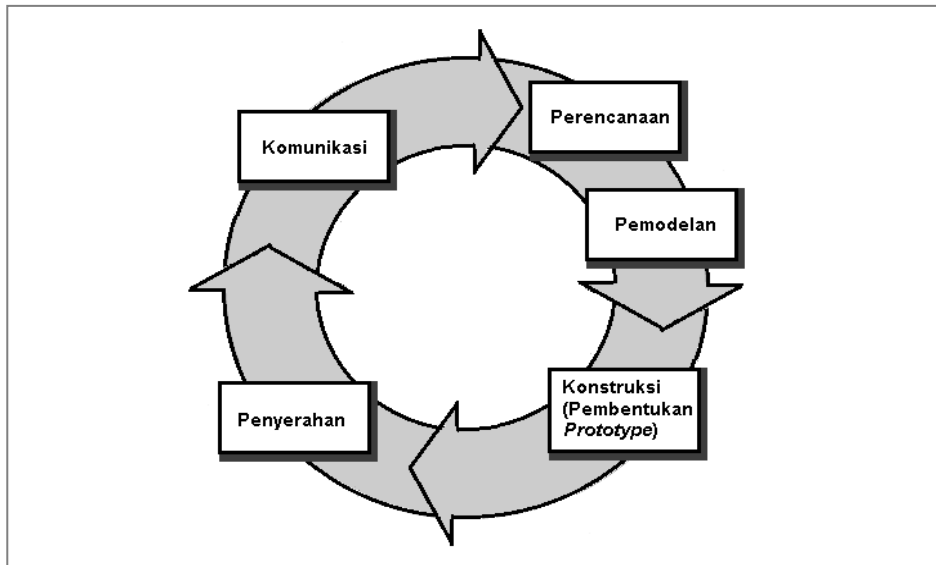 Komunikasi
Perencanaan
Pemodelan
Konstruksi
(Pembentukan
Prototype)
Penyerahan